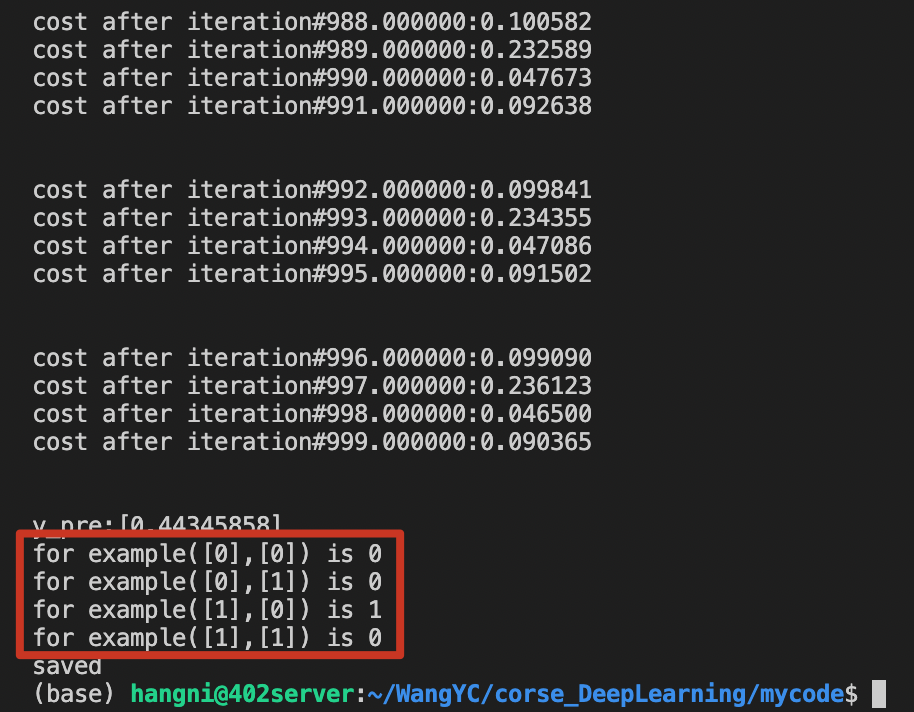 cost after iteration#988.000000:0.100582
cost after iteration#989.000000:0.232589
cost after iteration#990.000000:0.047673
cost after iteration#991.000000:0.092638
cost after iteration#992.000000:0.099841
cost after iteration#993.000000:0.234355
cost after iteration#994.000000:0.047086
cost after iteration#995.000000:0.091502
cost after iteration#996.000000:0.099090
cost after iteration#997.000000:0.236123
cost after iteration#998.000000:0.046500
cost after iteration#999.000000:0.090365
y_pre:[0.44345858]
for example([0],[0]) is 0
for example([0],[1]) is 0
for example([1],[0]) is 1
for example([1],[1]) is 0
saved
(base) hangni@402server:~/WangYC/corse_DeepLearning/mycode$